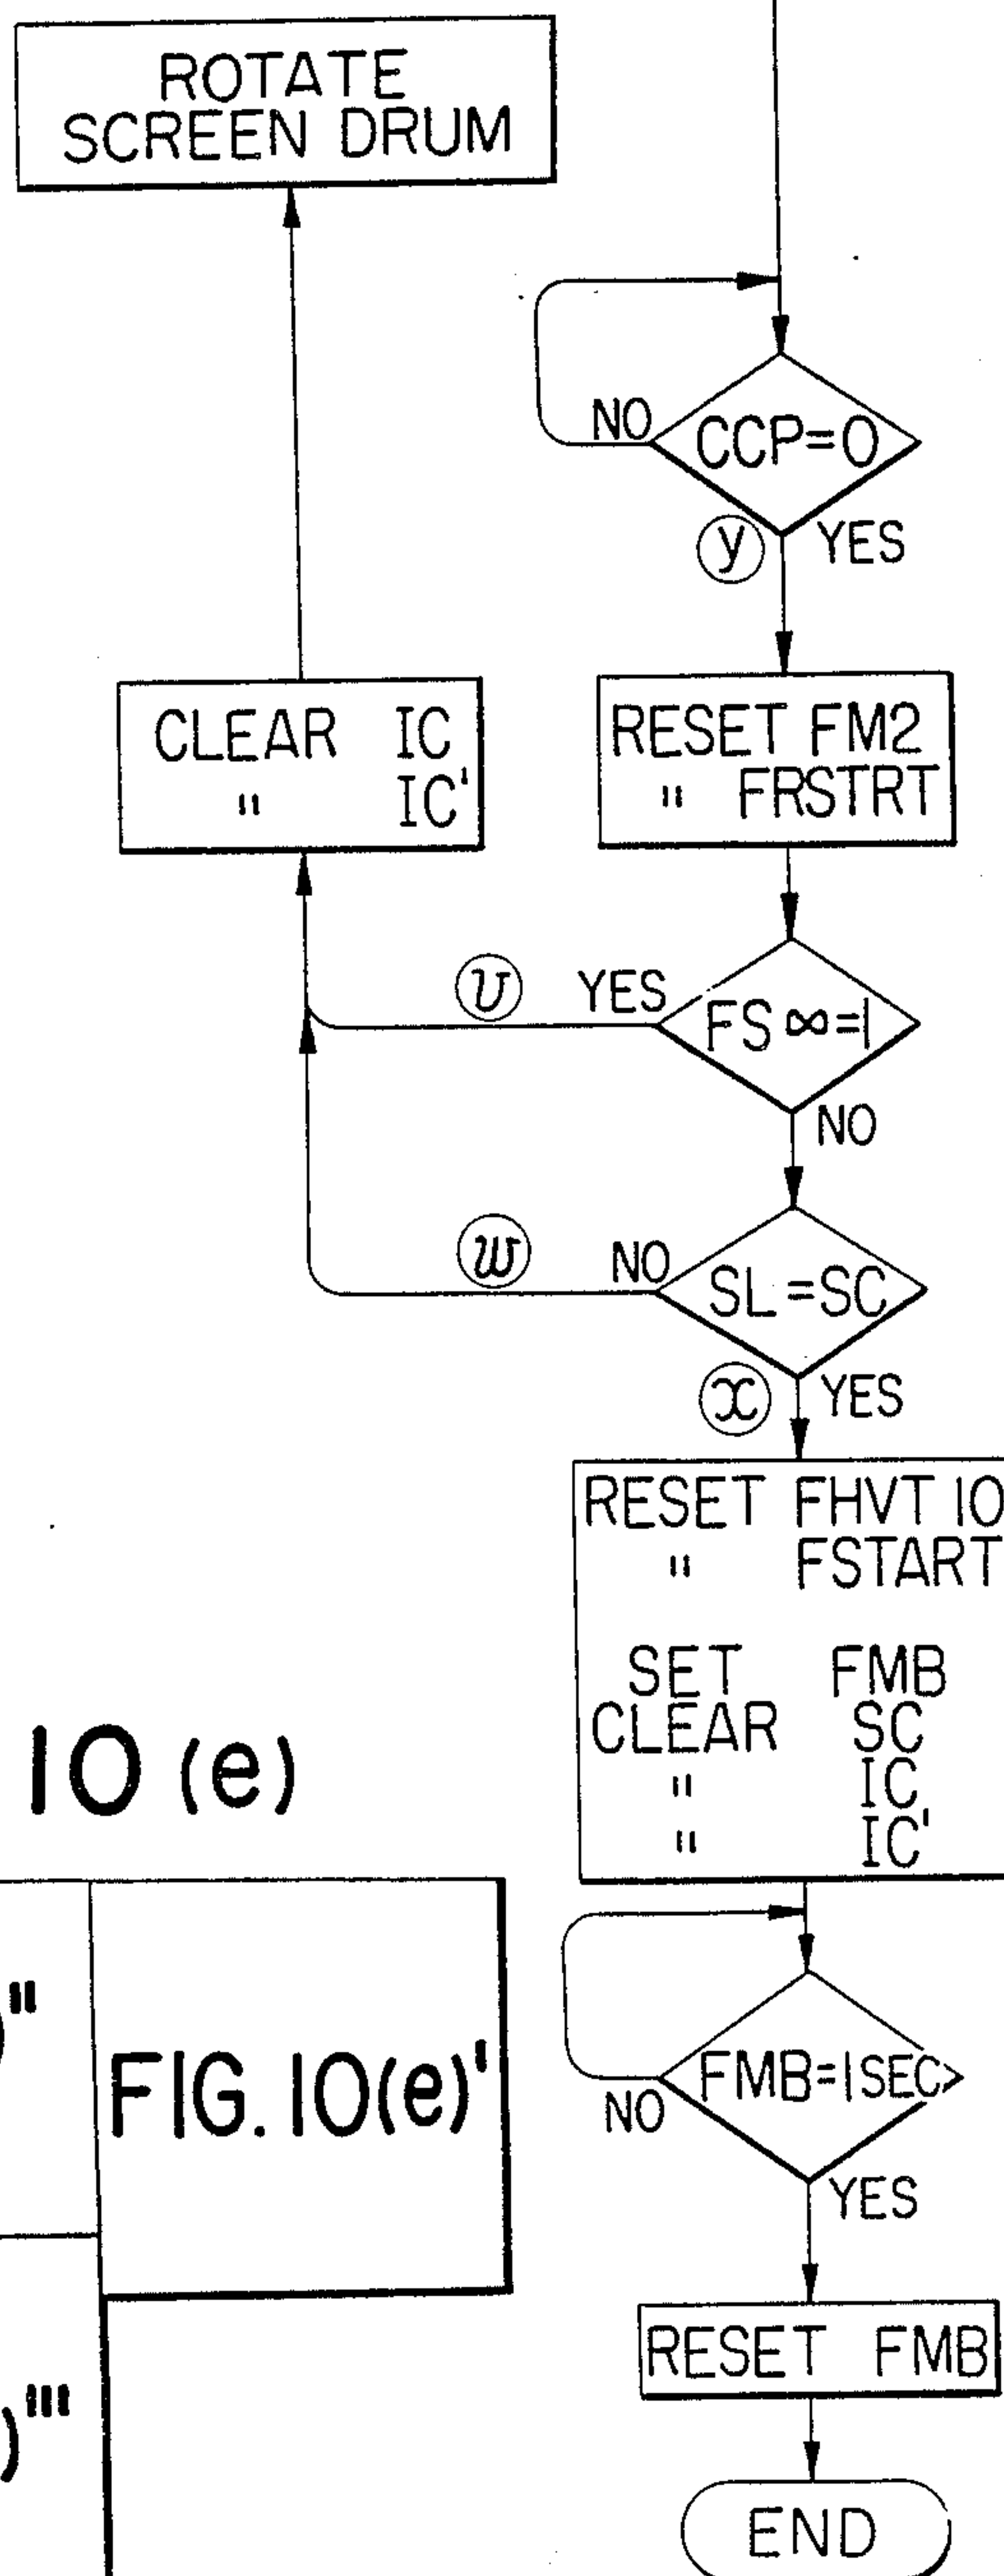 ROTATE
SCREEN DRUM
NO
CCP=0
y
YES
CLEAR IC
" IC'
RESET FM2
" FRSTRT
v
YES
FS∞=1
NO
w
NO
SL=SC
x
YES
RESET FHVT 10
" FSTART
SET FMB
CLEAR SC
" IC
" IC'
10 (e)
)"
FIG. 10(e)'
)'''
FMB=1SEC
NO
YES
RESET FMB
END